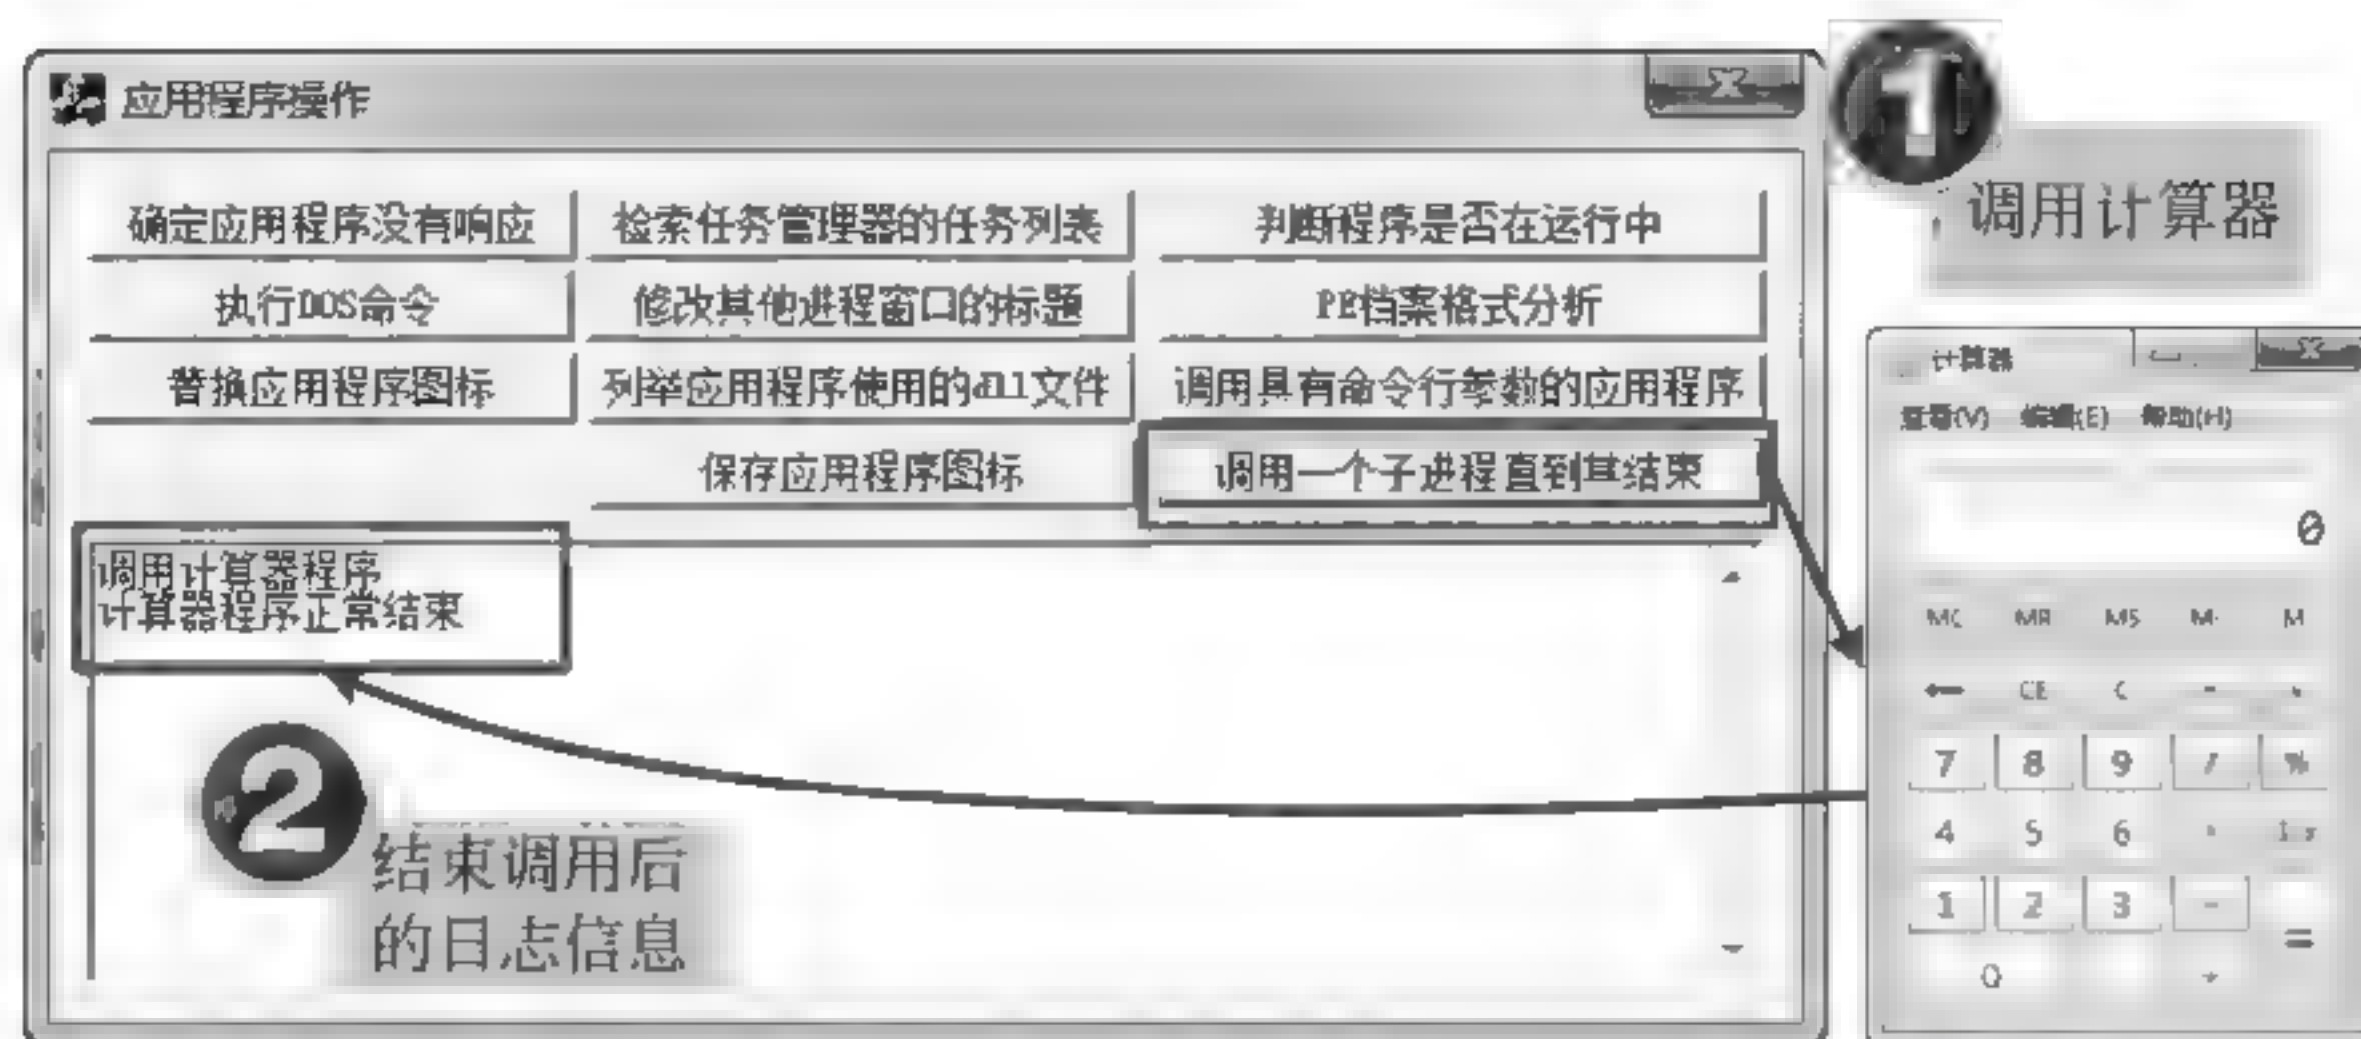 应用程序操作
1
调用计算器
确定应用程序没有响应 检索任务管理器的任务列表 判断程序是否在运行中
执行DOS命令 修改其他进程窗口的标题 PE档案格式分析
替换应用程序图标 列举应用程序使用的dll文件 调用具有命令行参数的应用程序
保存应用程序图标 调用一个子进程直到其结束
调用计算器程序
计算器程序正常结束
2
结束调用后
的日志信息
计算器
查看(V) 编辑(E) 帮助(H)
0
MC MR MS
← CE C
7 8 9 / %
4 5 6
1 2 3 - =
0 +